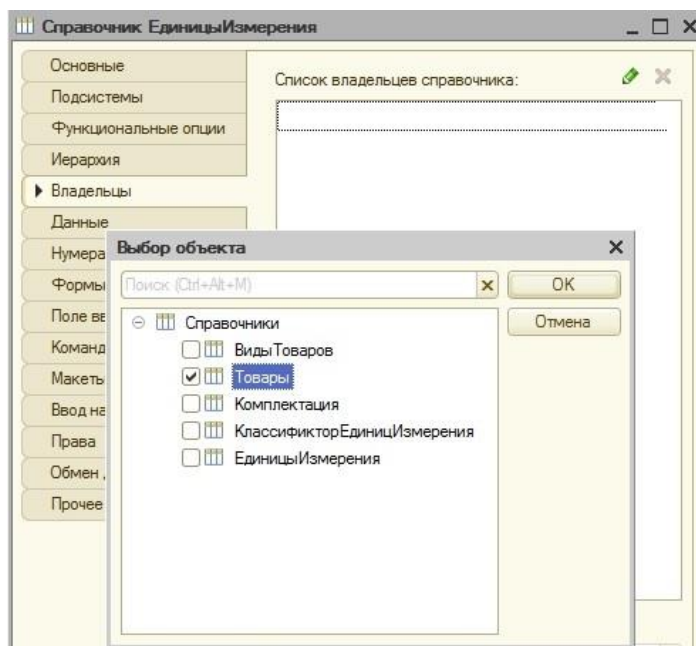 Справочник ЕдиницыИзмерения
Основные
Подсистемы
Функциональные опции
Иерархия
Владельцы
Данные
Список владельцев справочника:
Выбор объекта
Нумера
Формы
Поле вв
Команд
Макеты
Ввод на
Права
Обмен
Прочее
Поиск (Ctrl+Alt+M)
OK
Отмена
Справочники
ВидыТоваров
Товары
Комплектация
КлассификторЕдиницИзмерения
ЕдиницыИзмерения